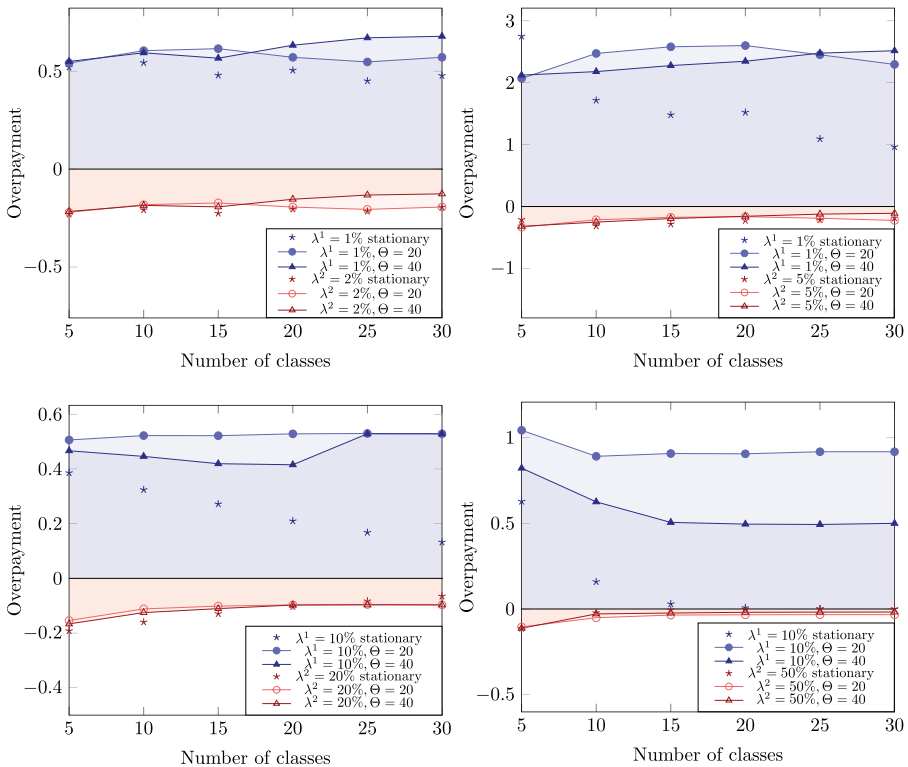 Overpayment
0.5
0
−0.5
5
10
15
20
25
30
Number of classes
λ¹ = 1% stationary
λ¹ = 1%, Θ = 20
λ¹ = 1%, Θ = 40
λ² = 2% stationary
λ² = 2%, Θ = 20
λ² = 2%, Θ = 40
Overpayment
3
2
1
0
−1
5
10
15
20
25
30
Number of classes
λ¹ = 1% stationary
λ¹ = 1%, Θ = 20
λ¹ = 1%, Θ = 40
λ² = 5% stationary
λ² = 5%, Θ = 20
λ² = 5%, Θ = 40
Overpayment
0.6
0.4
0.2
0
−0.2
−0.4
5
10
15
20
25
30
Number of classes
λ¹ = 10% stationary
λ¹ = 10%, Θ = 20
λ¹ = 10%, Θ = 40
λ² = 20% stationary
λ² = 20%, Θ = 20
λ² = 20%, Θ = 40
Overpayment
1
0.5
0
−0.5
5
10
15
20
25
30
Number of classes
λ¹ = 10% stationary
λ¹ = 10%, Θ = 20
λ¹ = 10%, Θ = 40
λ² = 50% stationary
λ² = 50%, Θ = 20
λ² = 50%, Θ = 40